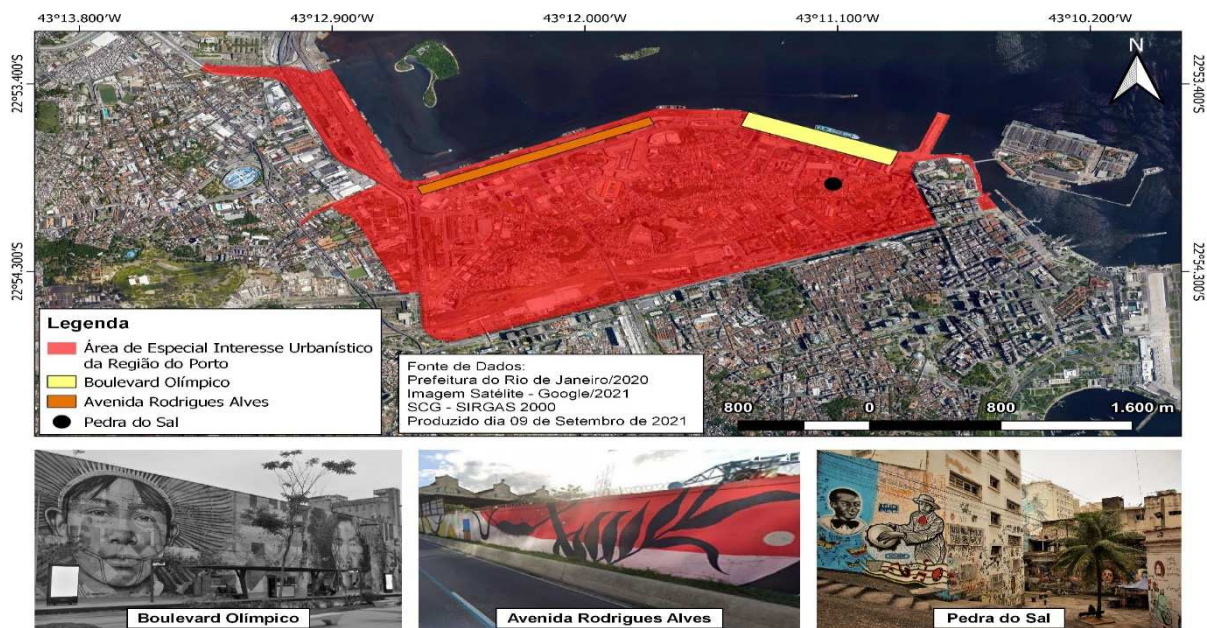 43°13.800'W 43°12.900'W 43°12.000'W 43°11.100'W 43°10.200'W
N
22°53.400'S 22°53.400'S
22°54.300'S 22°54.300'S
Legenda
Área de Especial Interesse Urbanístico
da Região do Porto
Boulevard Olímpico
Avenida Rodrigues Alves
Pedra do Sal
Fonte de Dados:
Prefeitura do Rio de Janeiro/2020
Imagem Satélite - Google/2021
SCG - SIRGAS 2000
Produzido dia 09 de Setembro de 2021
800 0 800 1.600 m
Boulevard Olímpico
Avenida Rodrigues Alves
Pedra do Sal